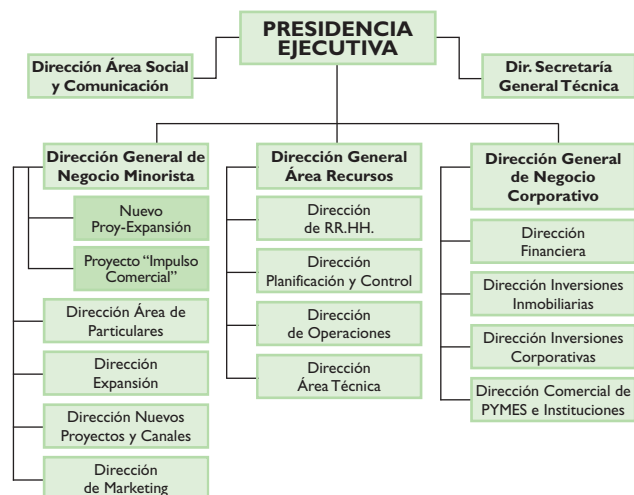 PRESIDENCIA
EJECUTIVA
Dirección Área Social
y Comunicación
Dir. Secretaría
General Técnica
Dirección General de
Negocio Minorista
Nuevo
Proy-Expansión
Proyecto “Impulso
Comercial”
Dirección Área de
Particulares
Dirección
Expansión
Dirección Nuevos
Proyectos y Canales
Dirección
de Marketing
Dirección General
Área Recursos
Dirección
de RR.HH.
Dirección
Planificación y Control
Dirección
de Operaciones
Dirección
Área Técnica
Dirección General
de Negocio
Corporativo
Dirección
Financiera
Dirección Inversiones
Inmobiliarias
Dirección Inversiones
Corporativas
Dirección Comercial de
PYMES e Instituciones